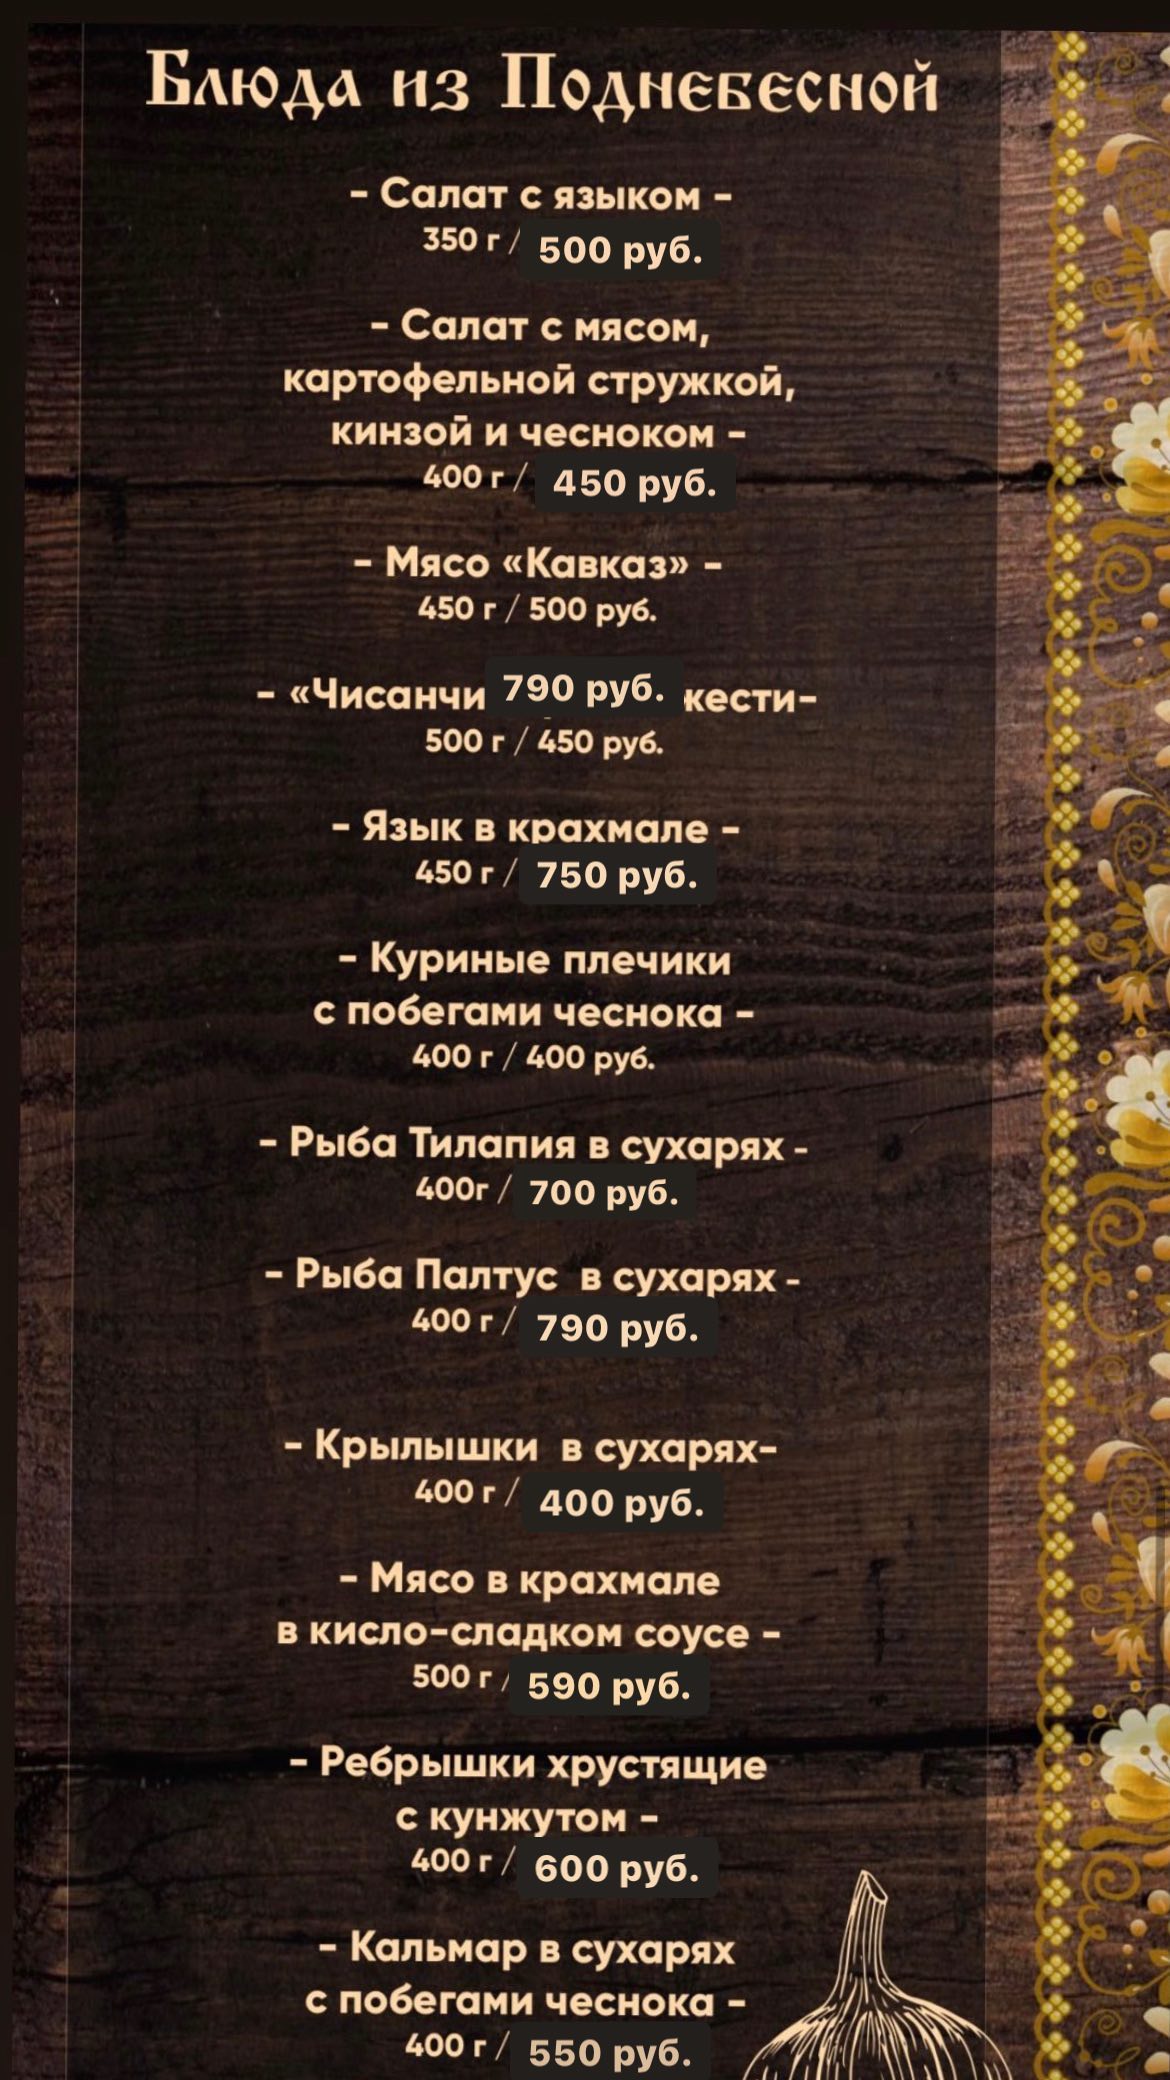 Блюда из Поднебесной
- Салат с языком -
350 г / 500 руб.
- Салат с мясом,
картофельной стружкой,
кинзой и чесноком -
400 г / 450 руб.
- Мясо «Кавказ» -
450 г / 500 руб.
790 руб.
500 г / 450 руб.
- Язык в крахмале -
450 г / 750 руб.
- Куриные плечики
с побегами чеснока -
400 г / 400 руб.
- Рыба Тилапия в сухарях -
400г / 700 руб.
- Рыба Палтус в сухарях -
400 г / 790 руб.
- Крылышки в сухарях-
400 г / 400 руб.
- Мясо в крахмале
в кисло-сладком соусе -
500 г / 590 руб.
- Ребрышки хрустящие
с кунжутом -
400 г / 600 руб.
- Кальмар в сухарях
с побегами чеснока -
400 г / 550 руб.